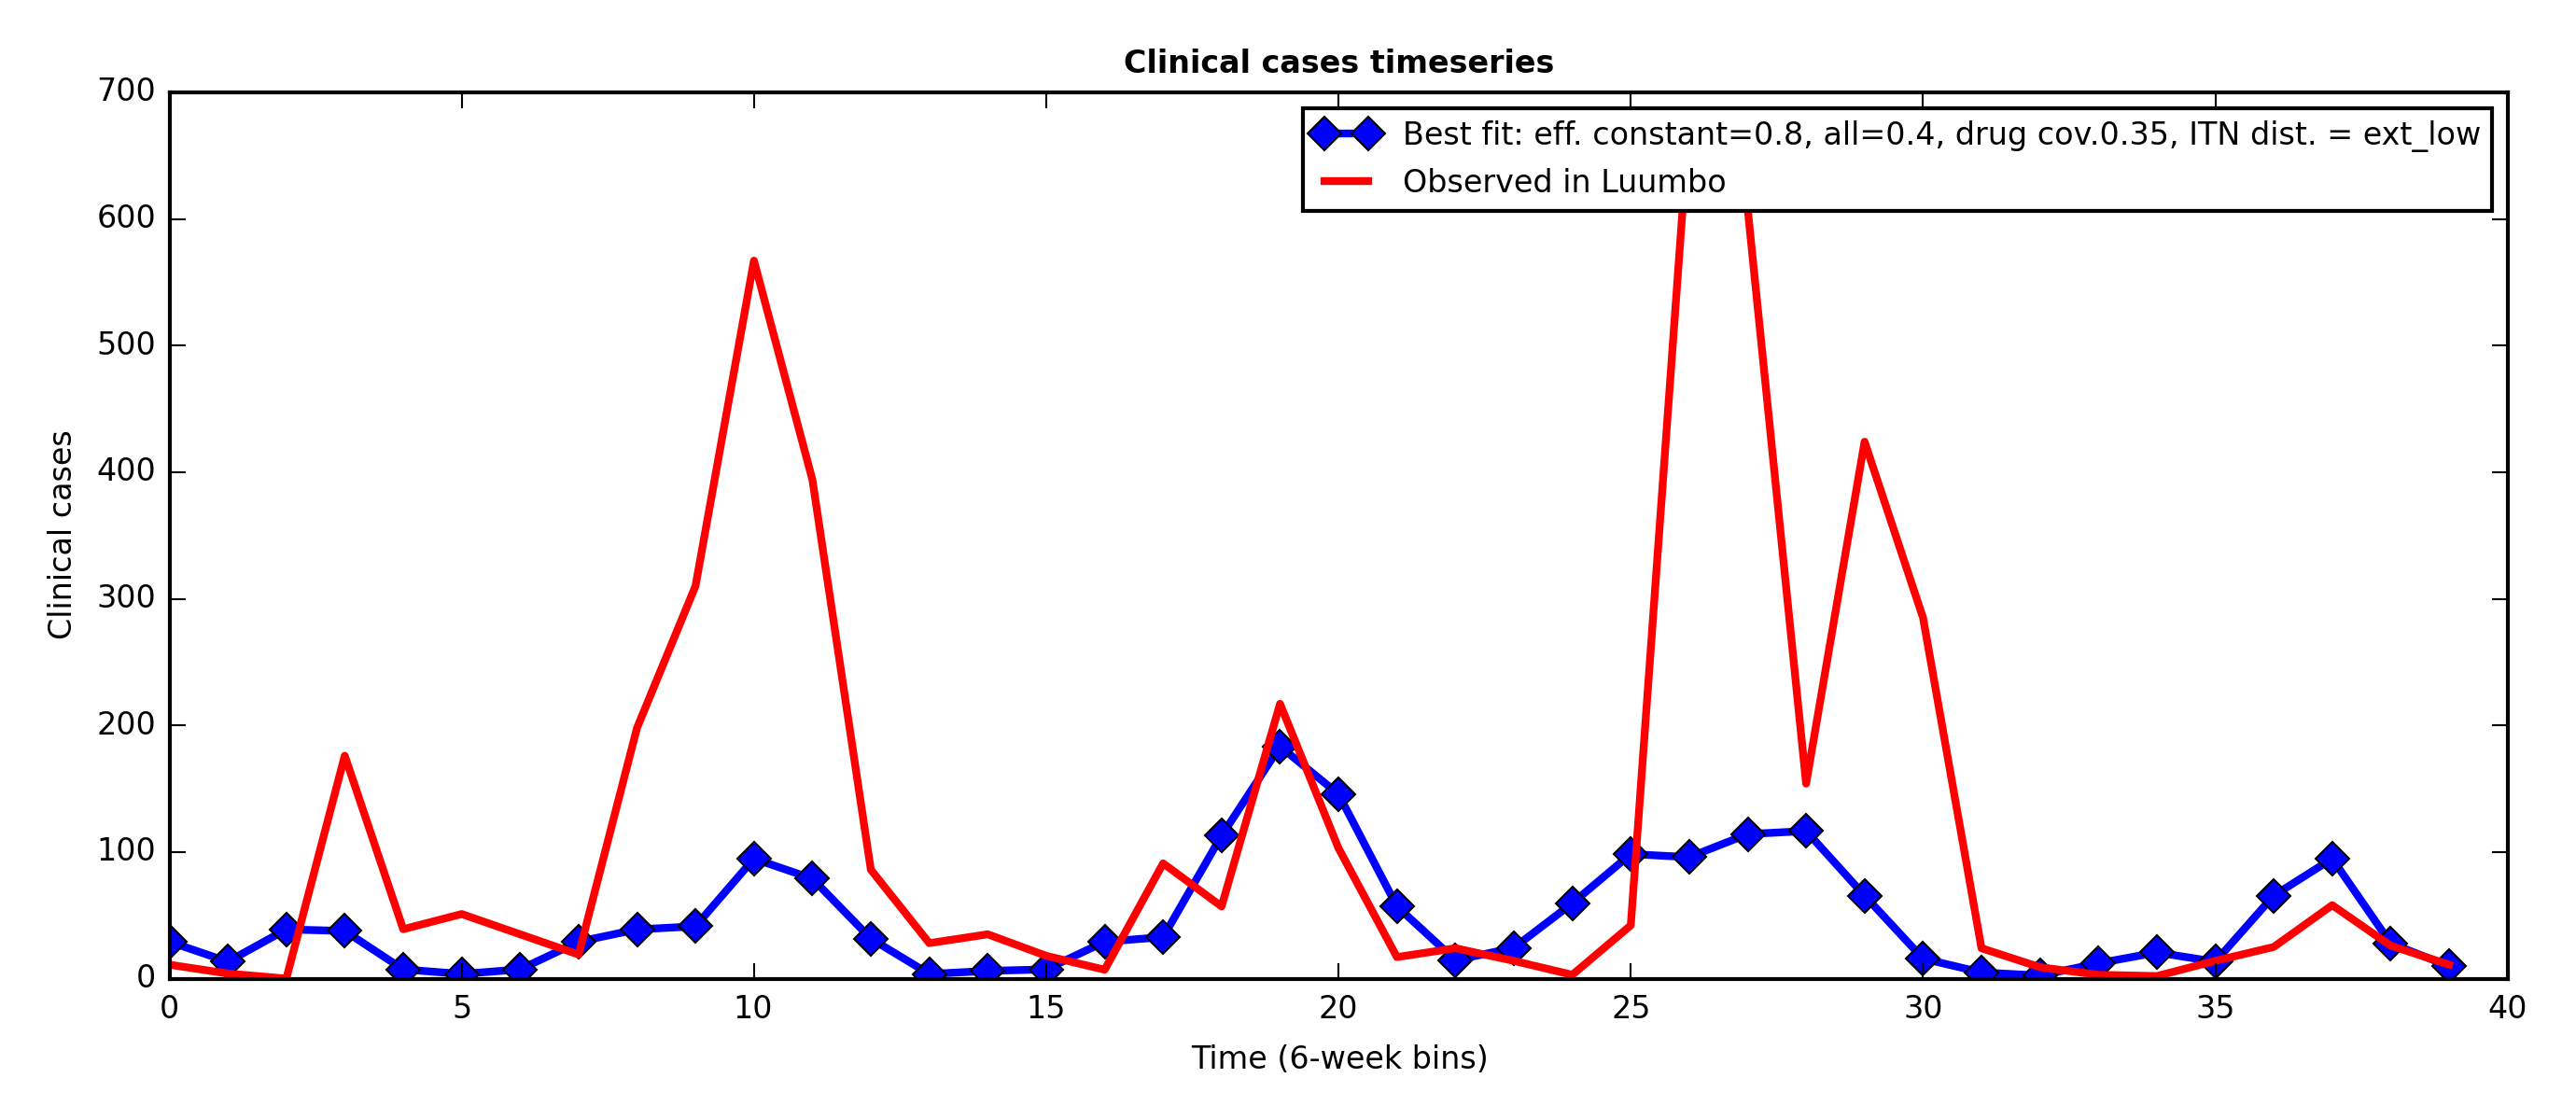 Clinical cases timeseries
700
600
500
400
300
200
100
0
Clinical cases
Best fit: eff. constant=0.8, all=0.4, drug cov.0.35, ITN dist. = ext_low
Observed in Luumbo
0 5 10 15 20 25 30 35 40
Time (6-week bins)